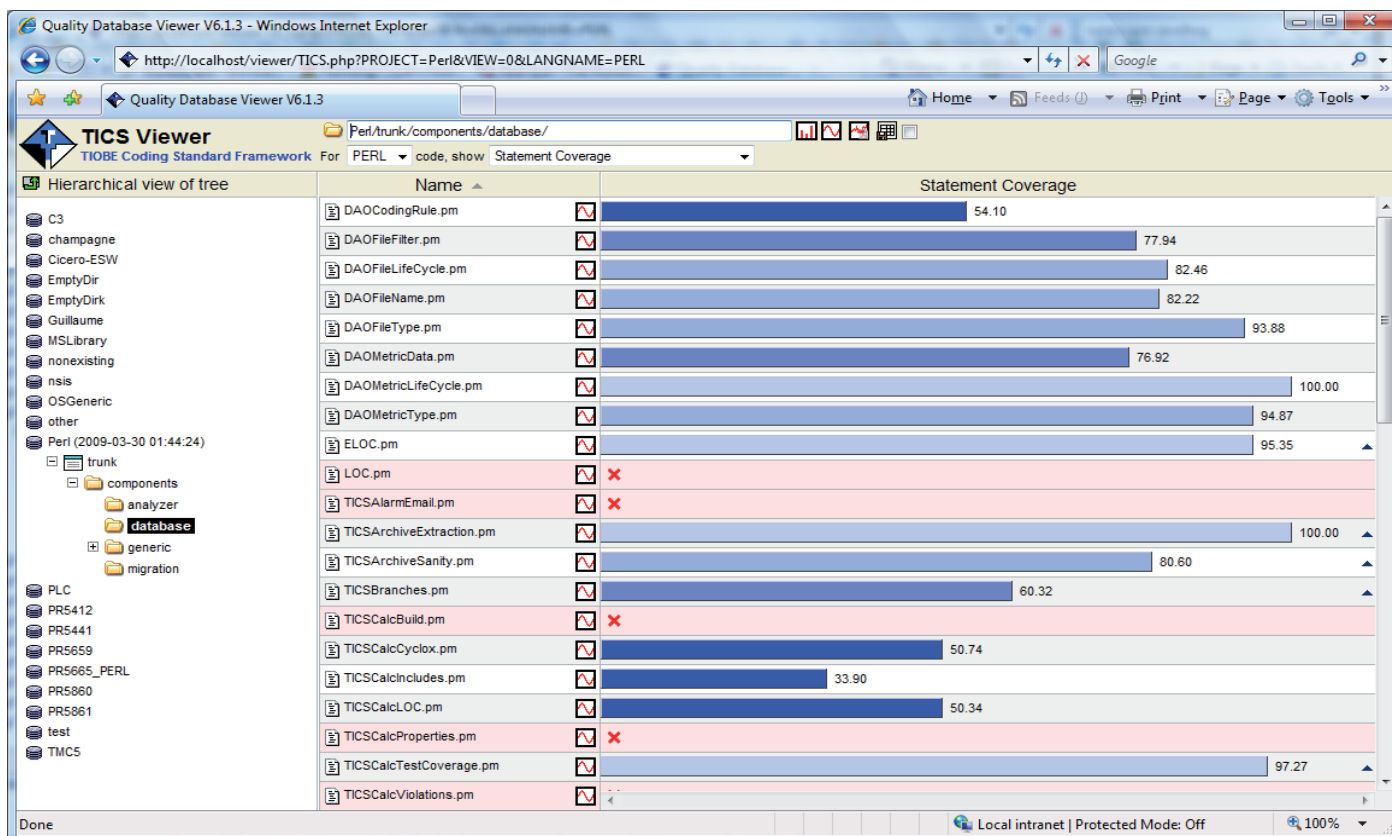 Quality Database Viewer V6.1.3 - Windows Internet Explorer
http://localhost/viewer/TICS.php?PROJECT=Perl&VIEW=0&LANGNAME=PERL
Google
Quality Database Viewer V6.1.3
Home
Feeds (J)
Print
Page
Tools
TICS Viewer
TIOBE Coding Standard Framework
Perl/trunk/components/database/
For PERL code, show Statement Coverage
Hierarchical view of tree
Name
Statement Coverage
C3
champagne
Cicero-ESW
EmptyDir
EmptyDirk
Guillaume
MSLibrary
nonexisting
nsis
OSGeneric
other
Perl (2009-03-30 01:44:24)
trunk
components
analyzer
database
generic
migration
PLC
PR5412
PR5441
PR5659
PR5665_PERL
PR5860
PR5861
test
TMC5
DAOCodingRule.pm 54.10
DAOFileFilter.pm 77.94
DAOFileLifeCycle.pm 82.46
DAOFileName.pm 82.22
DAOFileType.pm 93.88
DAOMetricData.pm 76.92
DAOMetricLifeCycle.pm 100.00
DAOMetricType.pm 94.87
ELOC.pm 95.35
LOC.pm
TICSAlarmEmail.pm
TICSArchiveExtraction.pm 100.00
TICSArchiveSanity.pm 80.60
TICSBranches.pm 60.32
TICSCalcBuild.pm
TICSCalcCyclox.pm 50.74
TICSCalcIncludes.pm 33.90
TICSCalcLOC.pm 50.34
TICSCalcProperties.pm
TICSCalcTestCoverage.pm 97.27
TICSCalcViolations.pm
Done
Local intranet | Protected Mode: Off
100%